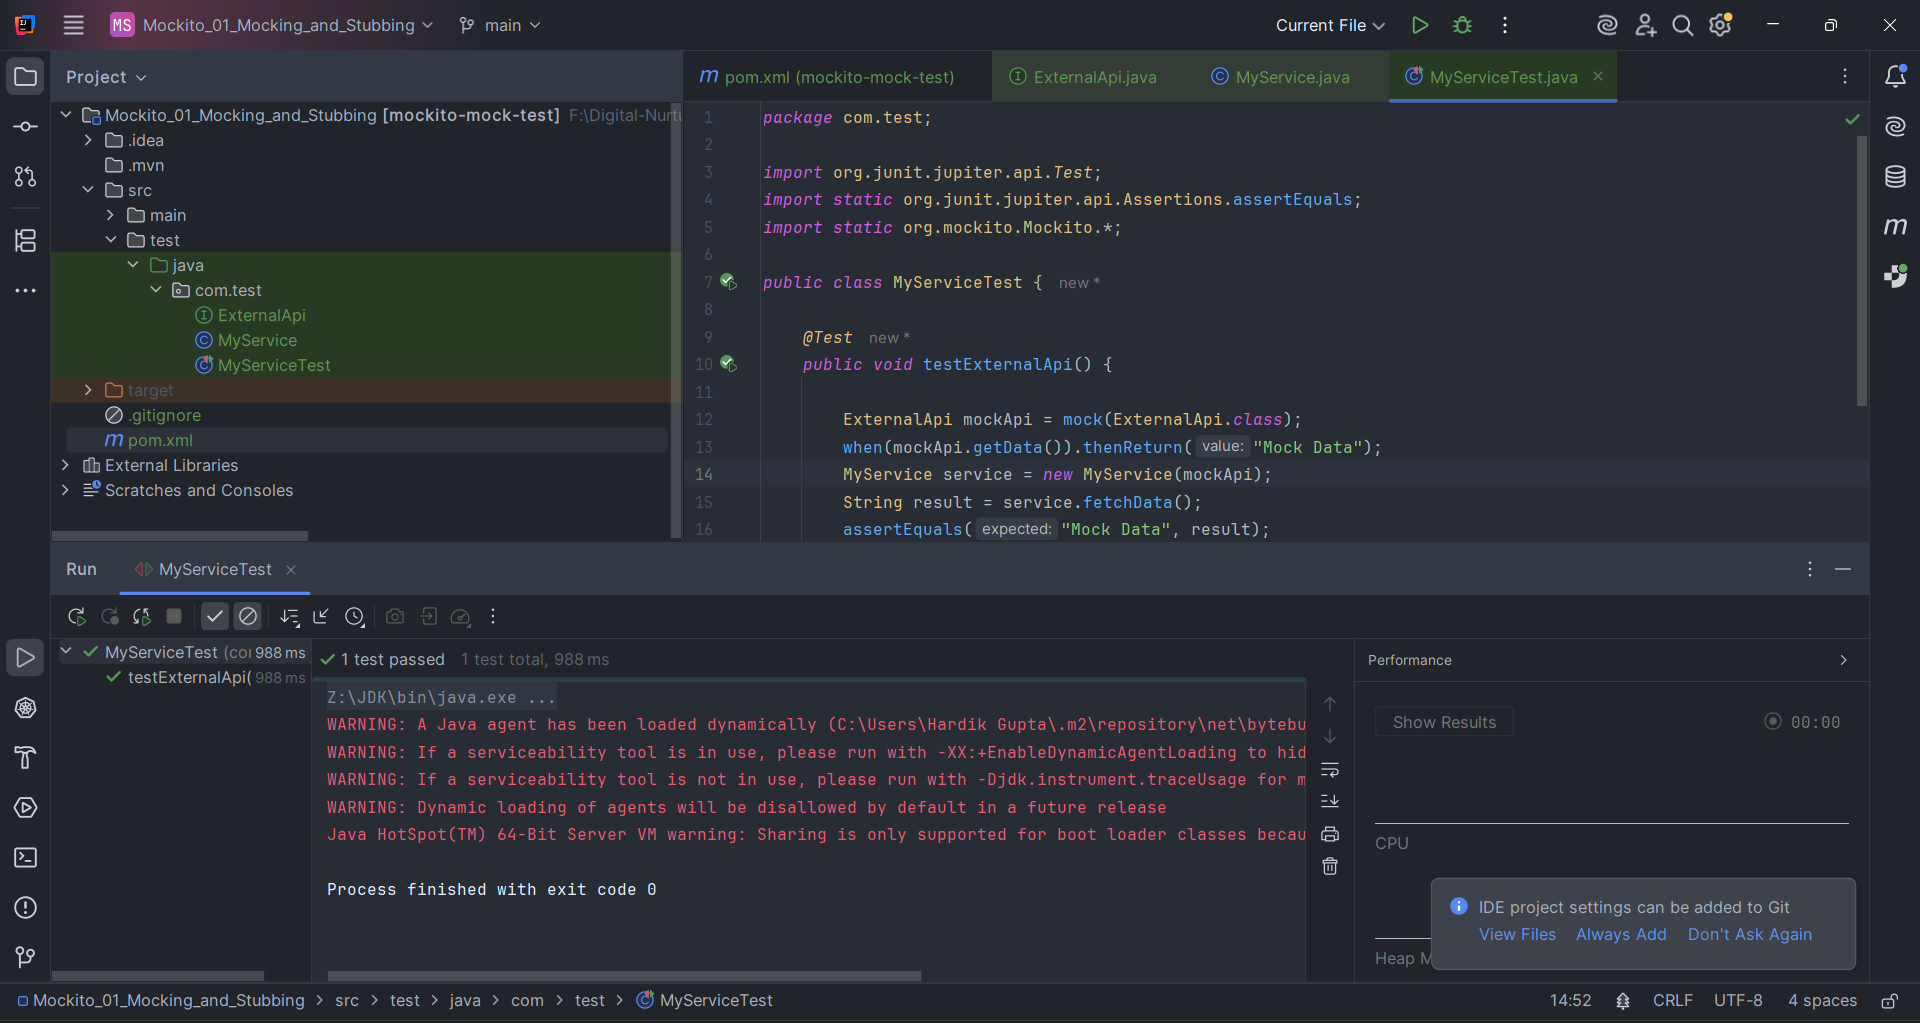 MS Mockito_01_Mocking_and_Stubbing main Current File
Project
pom.xml (mockito-mock-test) ExternalApi.java MyService.java MyServiceTest.java
Mockito_01_Mocking_and_Stubbing [mockito-mock-test] F:\Digital-Nurtu
.idea
.mvn
src
main
test
java
com.test
ExternalApi
MyService
MyServiceTest
target
.gitignore
pom.xml
External Libraries
Scratches and Consoles
1 package com.test;
2
3 import org.junit.jupiter.api.Test;
4 import static org.junit.jupiter.api.Assertions.assertEquals;
5 import static org.mockito.Mockito.*;
6
7 public class MyServiceTest { new *
8
9 @Test new *
10 public void testExternalApi() {
11
12 ExternalApi mockApi = mock(ExternalApi.class);
13 when(mockApi.getData()).thenReturn( value: "Mock Data");
14 MyService service = new MyService(mockApi);
15 String result = service.fetchData();
16 assertEquals( expected: "Mock Data", result);
Run MyServiceTest
MyServiceTest (co 988 ms
testExternalApi( 988 ms
1 test passed 1 test total, 988 ms
Z:\JDK\bin\java.exe ...
WARNING: A Java agent has been loaded dynamically (C:\Users\Hardik Gupta\.m2\repository\net\bytebu
WARNING: If a serviceability tool is in use, please run with -XX:+EnableDynamicAgentLoading to hid
WARNING: If a serviceability tool is not in use, please run with -Djdk.instrument.traceUsage for m
WARNING: Dynamic loading of agents will be disallowed by default in a future release
Java HotSpot(TM) 64-Bit Server VM warning: Sharing is only supported for boot loader classes becau
Process finished with exit code 0
Performance
Show Results 00:00
CPU
Heap M
IDE project settings can be added to Git
View Files Always Add Don't Ask Again
Mockito_01_Mocking_and_Stubbing > src > test > java > com > test > MyServiceTest
14:52 CRLF UTF-8 4 spaces